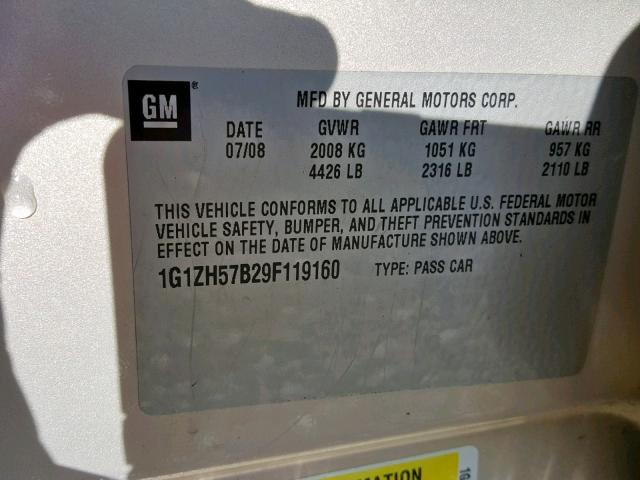 GM ®
MFD BY GENERAL MOTORS CORP.
DATE GVWR GAWR FRT GAWR RR
07/08 2008 KG 1051 KG 957 KG
4426 LB 2316 LB 2110 LB
THIS VEHICLE CONFORMS TO ALL APPLICABLE U.S. FEDERAL MOTOR
VEHICLE SAFETY, BUMPER, AND THEFT PREVENTION STANDARDS IN
EFFECT ON THE DATE OF MANUFACTURE SHOWN ABOVE.
1G1ZH57B29F119160 TYPE: PASS CAR